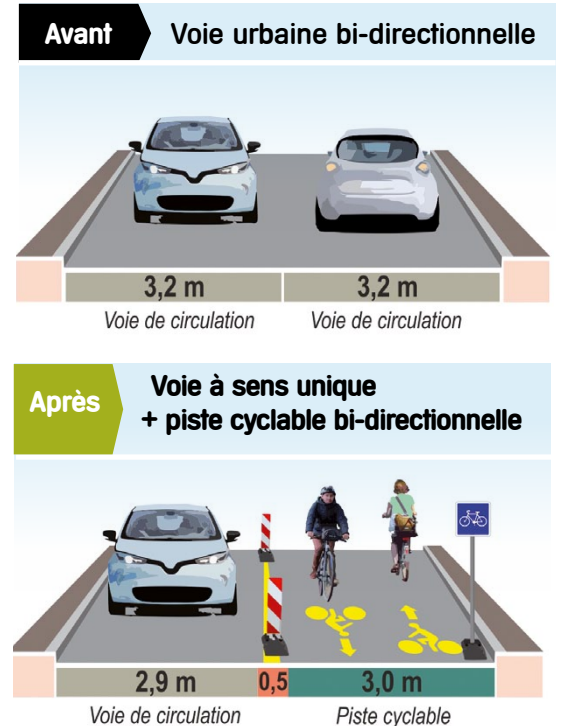 Avant
Voie urbaine bi-directionnelle
3,2 m
3,2 m
Voie de circulation
Voie de circulation
Après
Voie à sens unique
+ piste cyclable bi-directionnelle
2,9 m
0,5
3,0 m
Voie de circulation
Piste cyclable